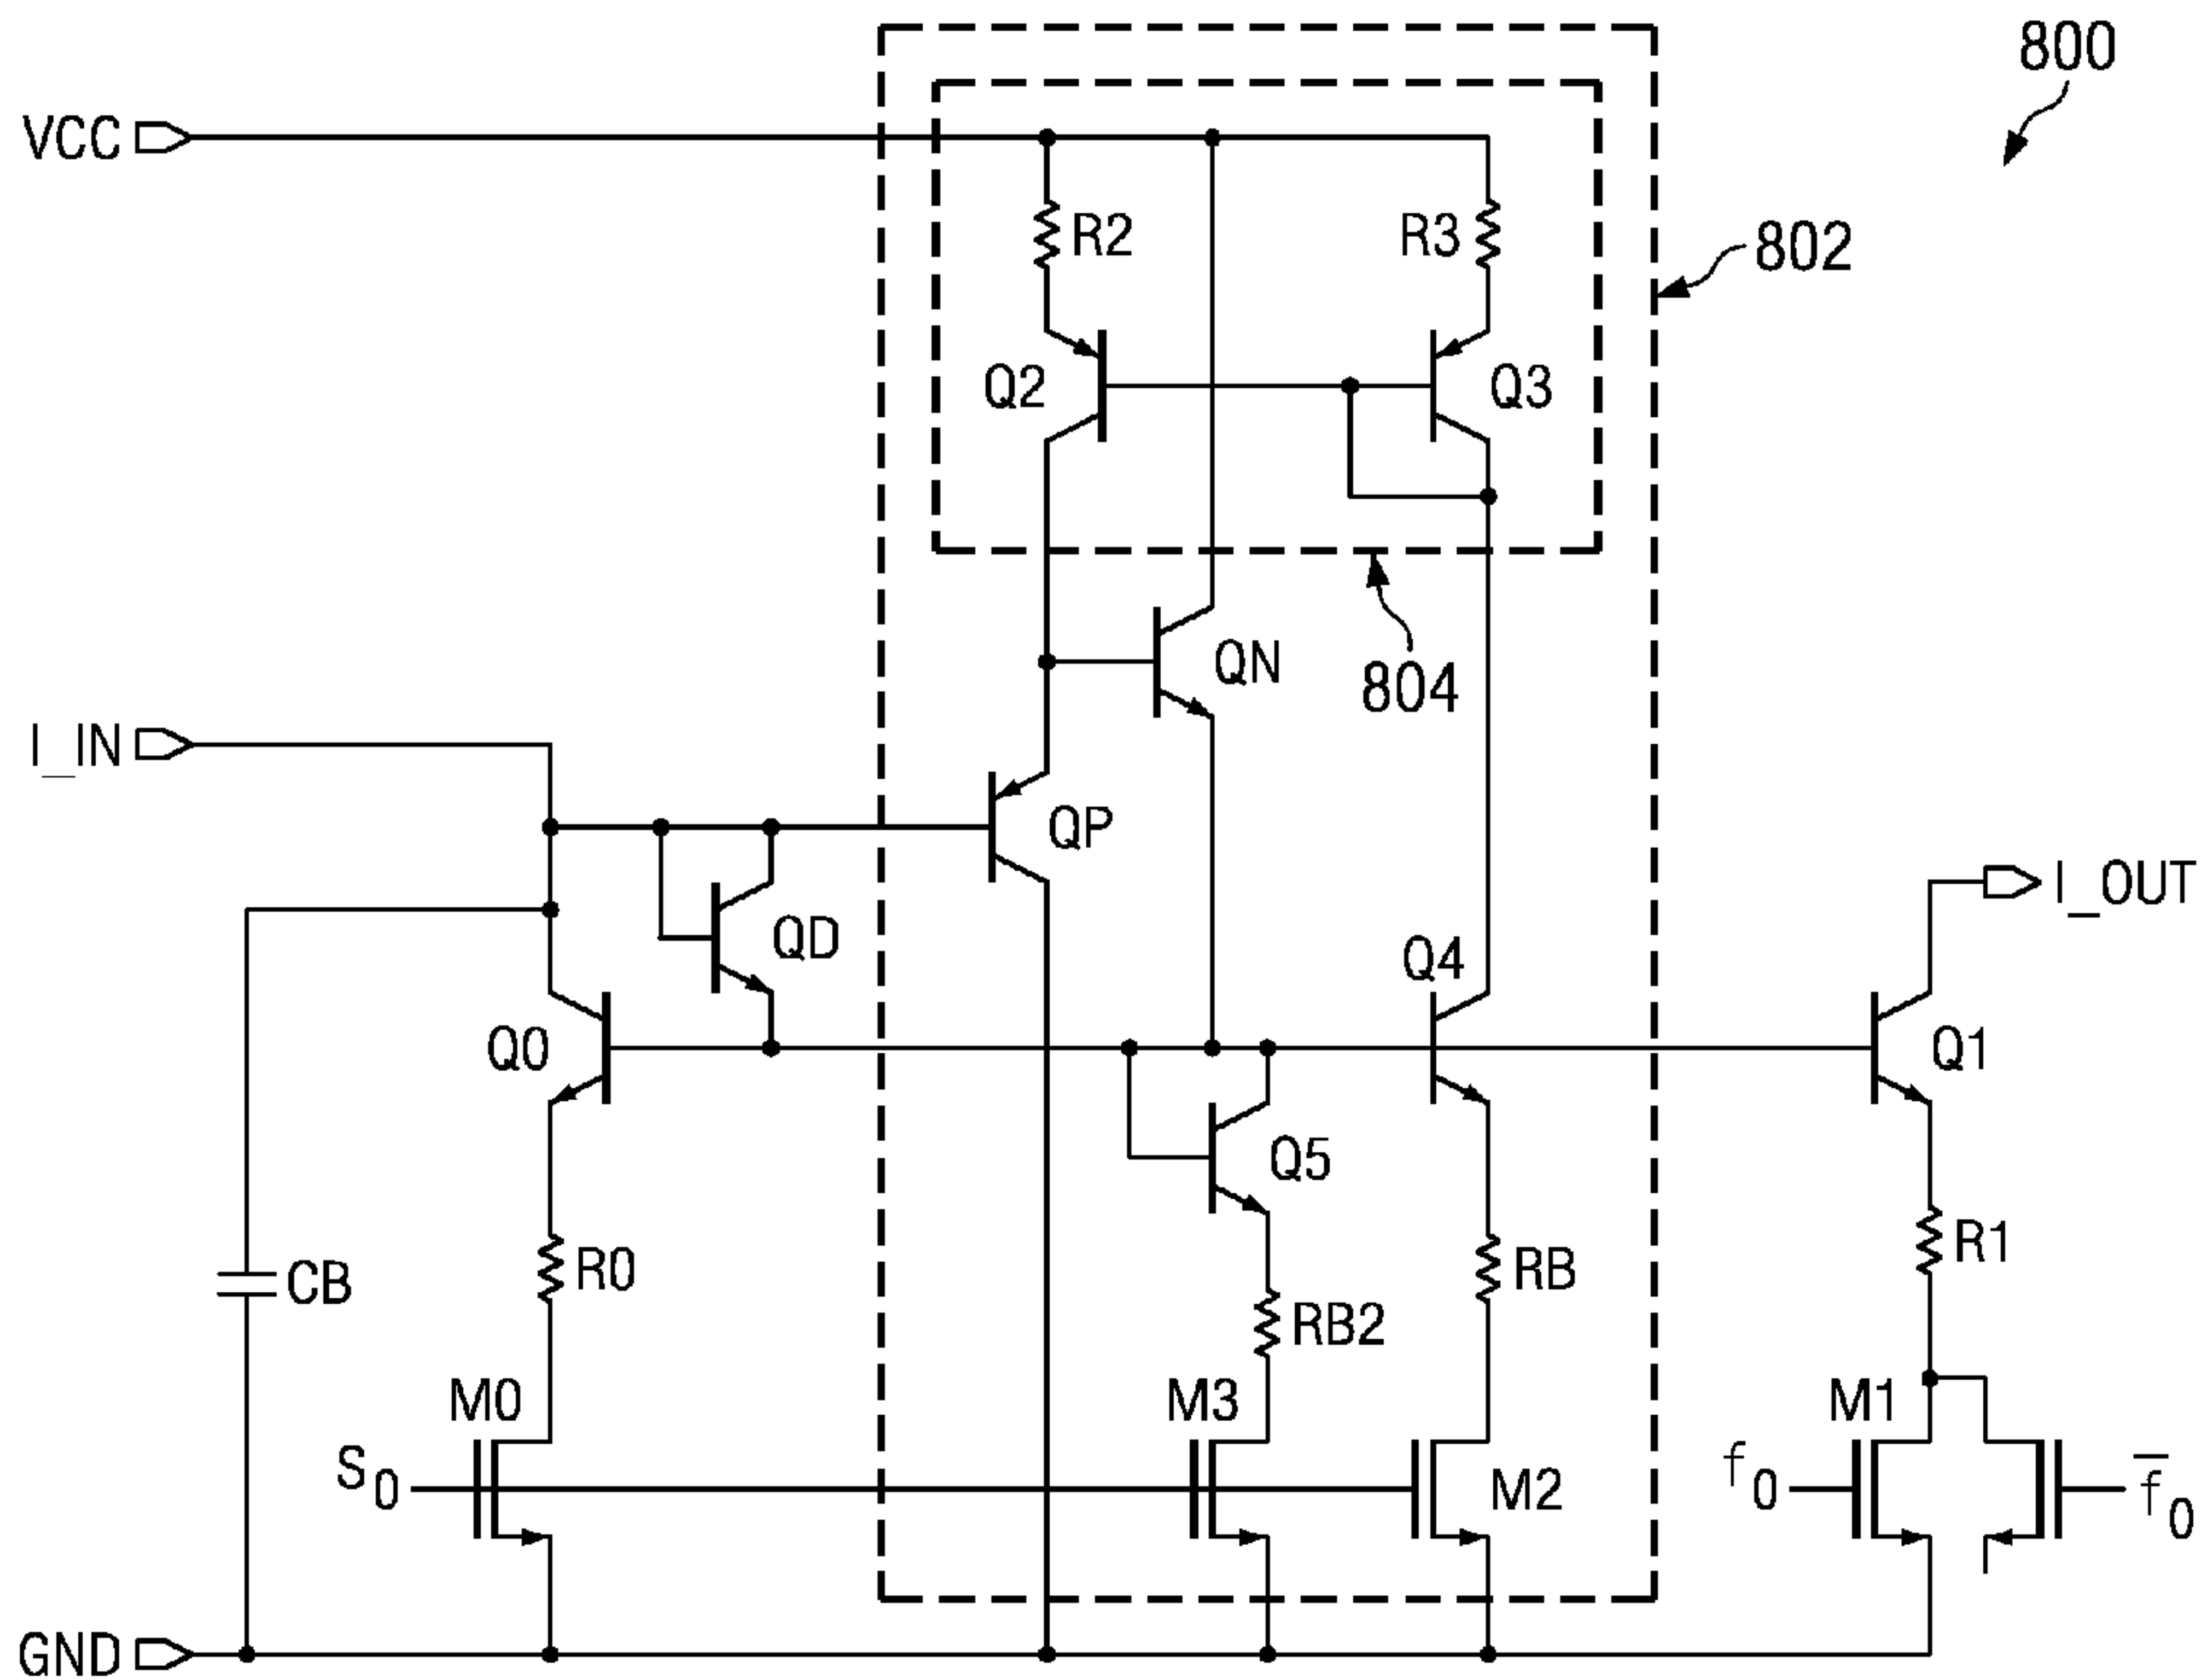 800
VCC
R2
R3
802
Q2
Q3
QN
804
I_IN
QP
I_OUT
QD
Q4
Q0
Q1
Q5
R1
CB
R0
RB
RB2
M0
M3
M1
S0
M2
f0
f̅0
GND